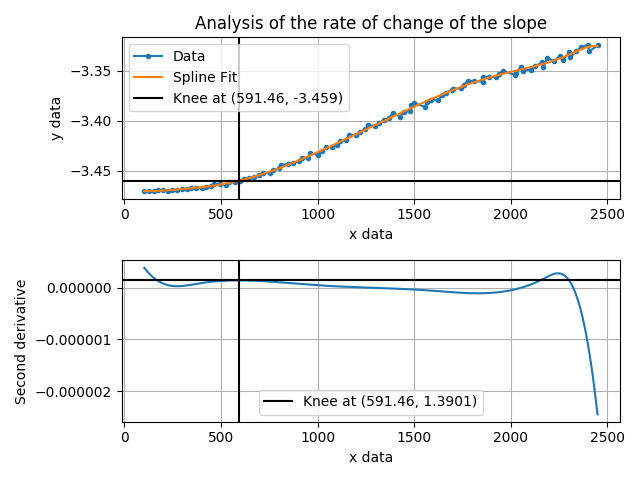 Analysis of the rate of change of the slope
Data
Spline Fit
Knee at (591.46, -3.459)
y data
−3.35
−3.40
−3.45
0
500
1000
1500
2000
2500
x data
Second derivative
0.000000
−0.000001
−0.000002
Knee at (591.46, 1.3901)
0
500
1000
1500
2000
2500
x data